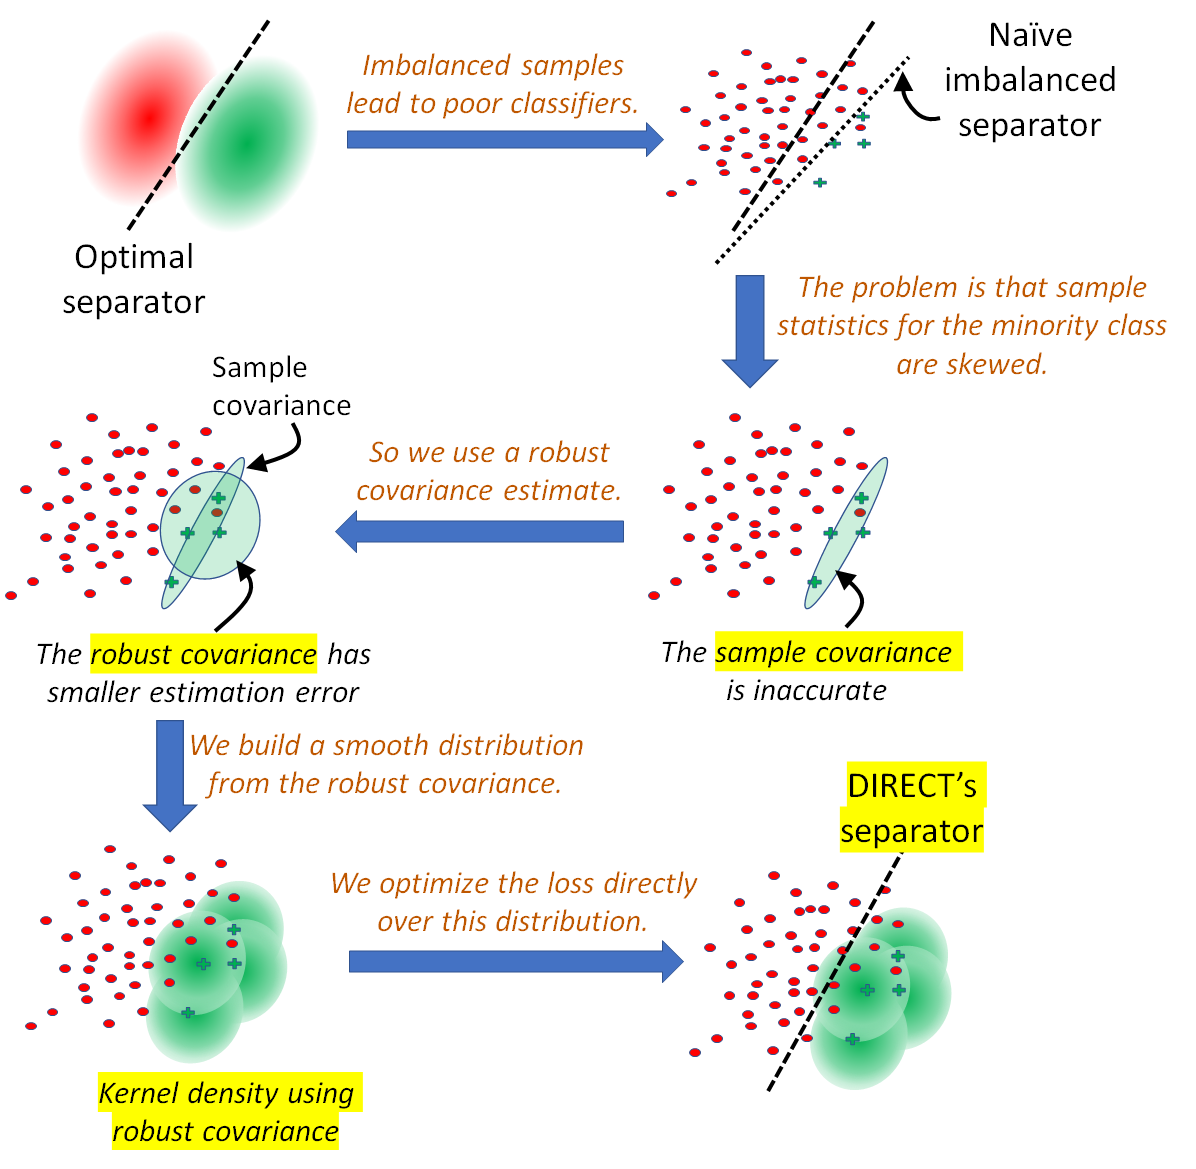 Optimal
separator
Imbalanced samples
lead to poor classifiers.
Naïve
imbalanced
separator
The problem is that sample
statistics for the minority class
are skewed.
The sample covariance
is inaccurate
So we use a robust
covariance estimate.
Sample
covariance
The robust covariance has
smaller estimation error
We build a smooth distribution
from the robust covariance.
Kernel density using
robust covariance
We optimize the loss directly
over this distribution.
DIRECT’s
separator